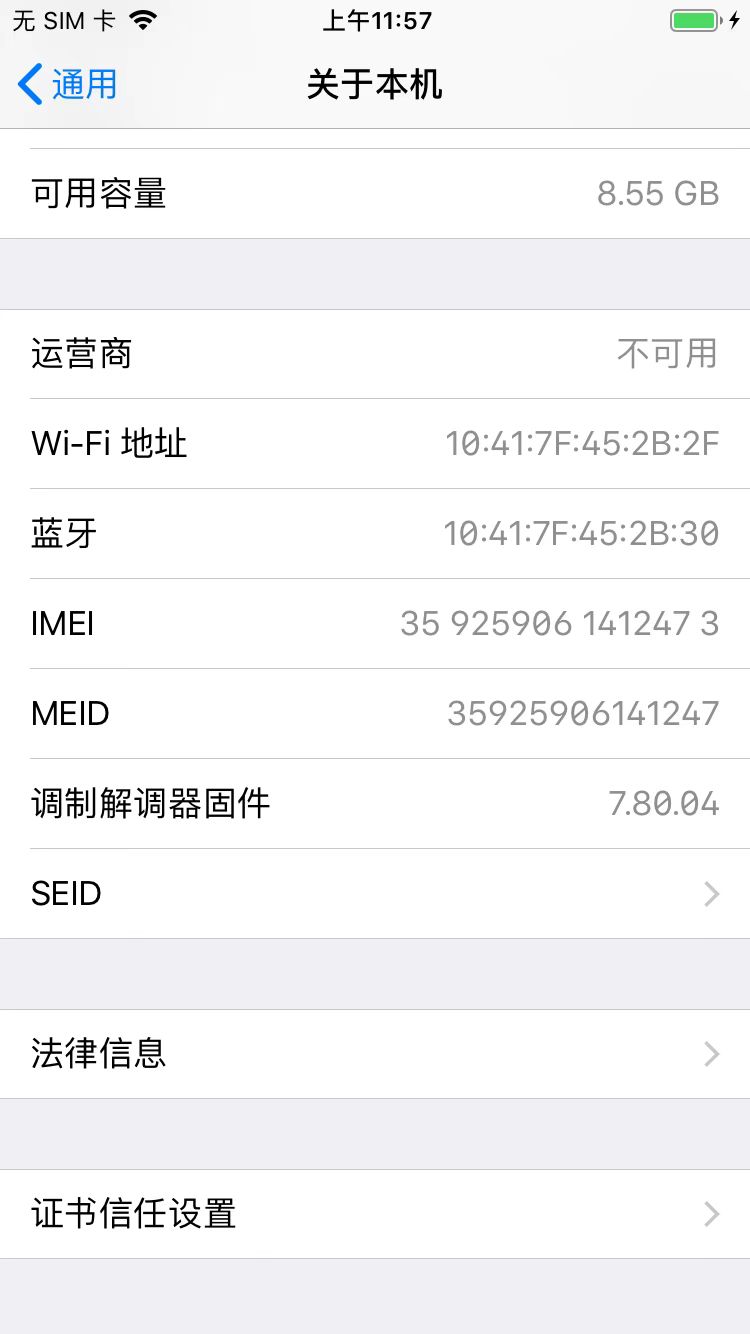 无 SIM 卡 上午11:57
通用 关于本机
可用容量 8.55 GB
运营商 不可用
Wi-Fi 地址 10:41:7F:45:2B:2F
蓝牙 10:41:7F:45:2B:30
IMEI 35 925906 141247 3
MEID 35925906141247
调制解调器固件 7.80.04
SEID
法律信息
证书信任设置